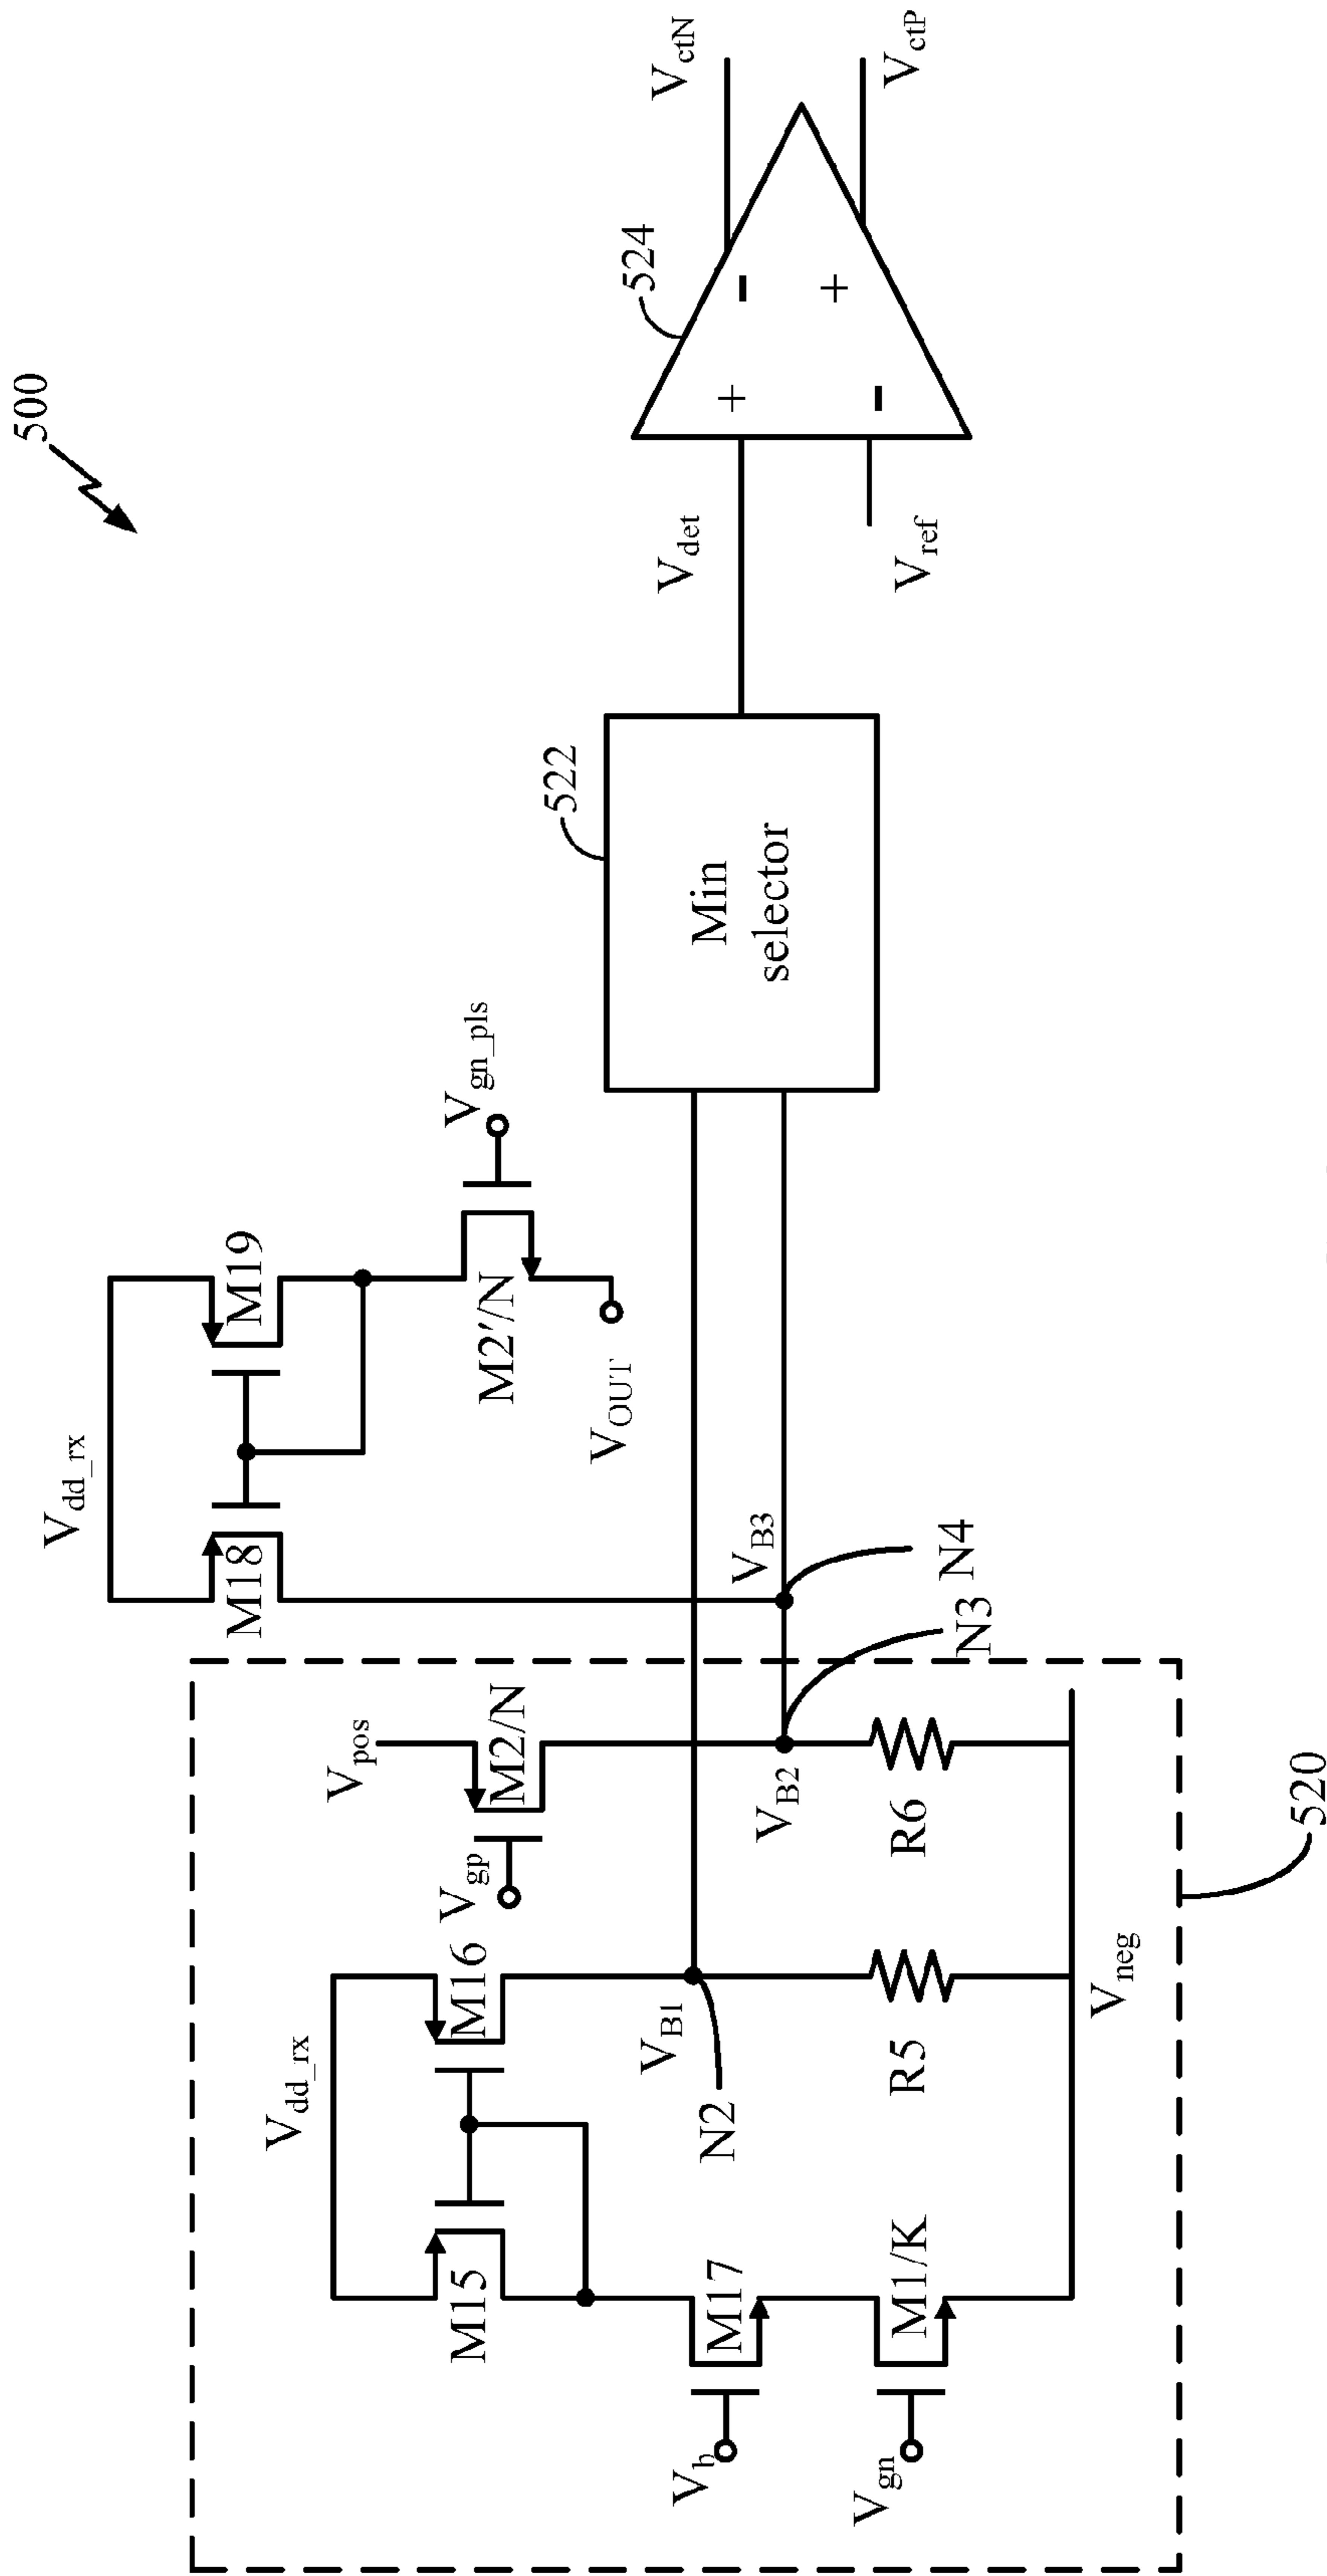 500
V_dd_rx
M18
M19
V_gn_pls
M2'/N
V_OUT
V_dd_rx
M15
M16
V_pos
V_gp
M2/N
V_b
M17
V_gn
M1/K
V_B1
N2
R5
V_B2
R6
V_B3
N4
N3
V_neg
520
522
Min
selector
V_det
V_ref
524
+
-
-
+
V_ctN
V_ctP